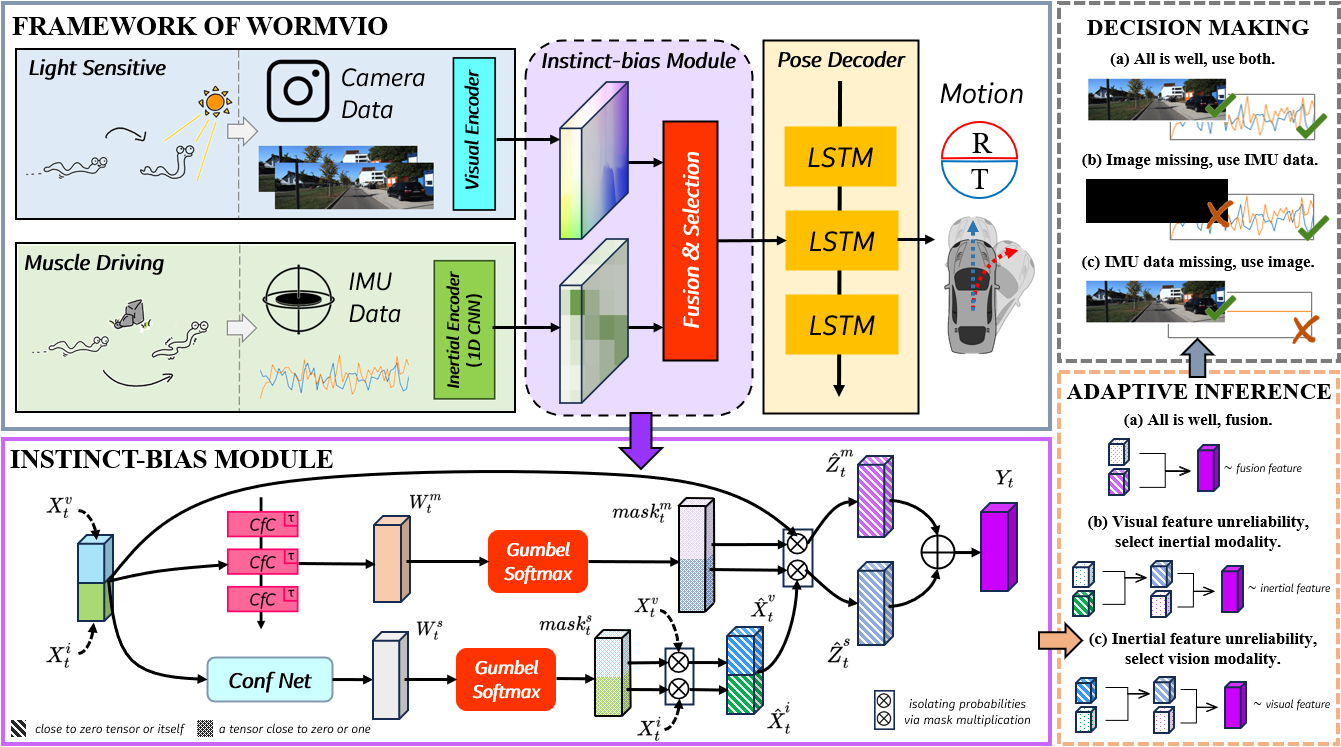 FRAMEWORK OF WORMVIO
Light Sensitive
Camera
Data
Visual Encoder
Muscle Driving
IMU
Data
Inertial Encoder
(1D CNN)
Instinct-bias Module
Fusion & Selection
Pose Decoder
LSTM
LSTM
LSTM
Motion
R
T
DECISION MAKING
(a) All is well, use both.
(b) Image missing, use IMU data.
(c) IMU data missing, use image.
ADAPTIVE INFERENCE
(a) All is well, fusion.
~ fusion feature
(b) Visual feature unreliability,
select inertial modality.
~ inertial feature
(c) Inertial feature unreliability,
select vision modality.
~ visual feature
INSTINCT-BIAS MODULE
$X_t^v$
$X_t^i$
CfC τ
CfC τ
CfC τ
$W_t^m$
Gumbel
Softmax
$mask_t^m$
$\hat{Z}_t^m$
$Y_t$
Conf Net
$W_t^s$
Gumbel
Softmax
$mask_t^s$
$X_t^v$
$X_t^i$
$\hat{X}_t^v$
$\hat{X}_t^i$
$\hat{Z}_t^s$
close to zero tensor or itself
a tensor close to zero or one
isolating probabilities
via mask multiplication